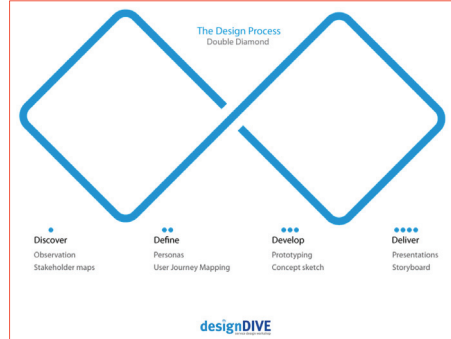 The Design Process
Double Diamond
Discover
Observation
Stakeholder maps
Define
Personas
User Journey Mapping
Develop
Prototyping
Concept sketch
Deliver
Presentations
Storyboard
designDIVE